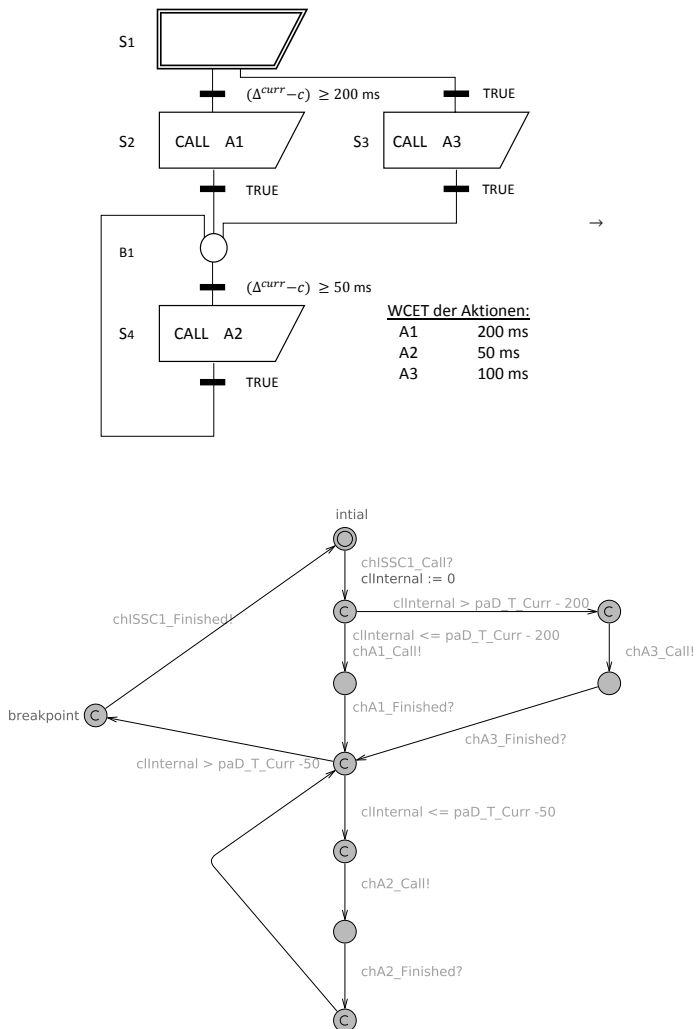 S1
(Δcurr−c) ≥ 200 ms
TRUE
S2
CALL A1
S3
CALL A3
TRUE
TRUE
→
B1
(Δcurr−c) ≥ 50 ms
S4
CALL A2
WCET der Aktionen:
A1 200 ms
A2 50 ms
A3 100 ms
TRUE
intial
chISSC1_Call?
clInternal := 0
C
clInternal > paD_T_Curr - 200
C
chISSC1_Finished!
clInternal <= paD_T_Curr - 200
chA1_Call!
chA3_Call!
chA1_Finished?
breakpoint
C
chA3_Finished?
clInternal > paD_T_Curr -50
C
clInternal <= paD_T_Curr -50
C
chA2_Call!
chA2_Finished?
C